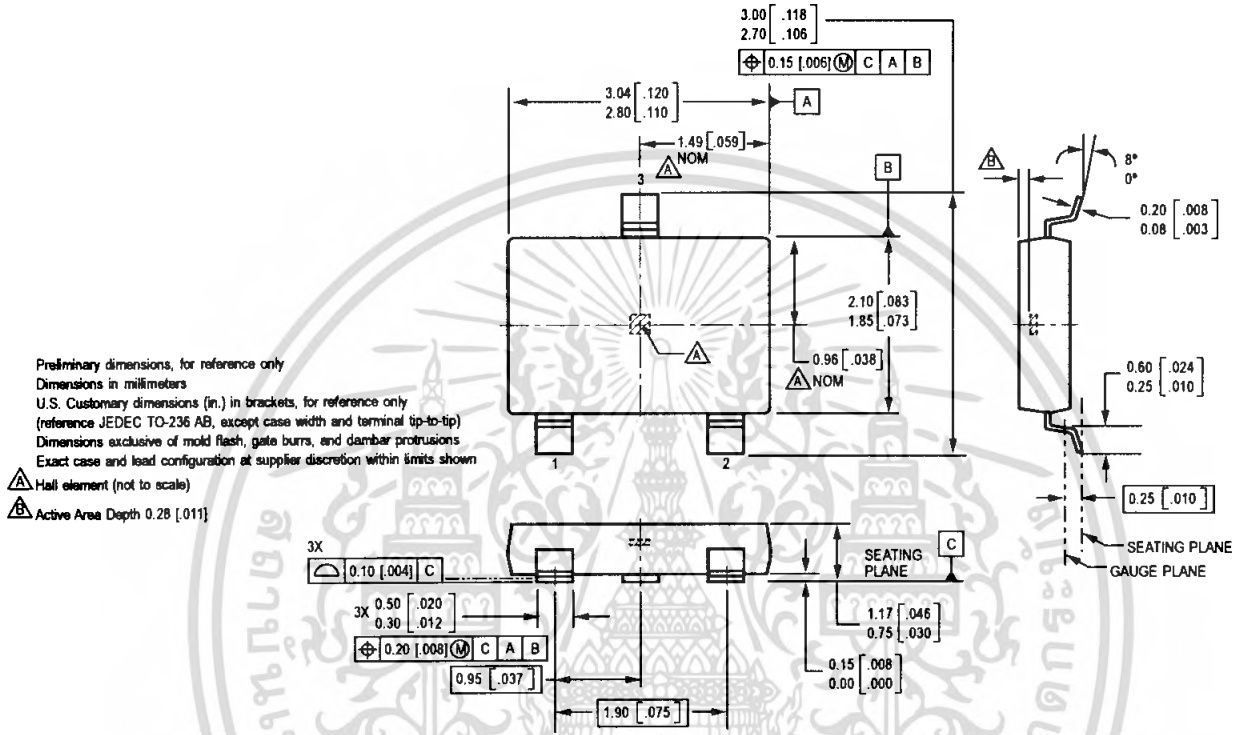 3.00 [ .118
2.70 [ .106
⌖ 0.15 [.006] Ⓜ C A B
3.04 [ .120
2.80 [ .110
A
1.49 [.059]
A NOM
3
B
B
8°
0°
0.20 [ .008
0.08 [ .003
2.10 [ .083
1.85 [ .073
A
0.96 [.038]
A NOM
0.60 [ .024
0.25 [ .010
1
2
0.25 [ .010]
SEATING PLANE
GAUGE PLANE
Preliminary dimensions, for reference only
Dimensions in millimeters
U.S. Customary dimensions (in.) in brackets, for reference only
(reference JEDEC TO-236 AB, except case width and terminal tip-to-tip)
Dimensions exclusive of mold flash, gate burrs, and dambar protrusions
Exact case and lead configuration at supplier discretion within limits shown
A Hall element (not to scale)
B Active Area Depth 0.28 [.011]
3X
⌓ 0.10 [.004] C
3X 0.50 [ .020
0.30 [ .012
⌖ 0.20 [.008] Ⓜ C A B
0.95 [ .037]
1.90 [ .075]
SEATING
PLANE
C
1.17 [ .046
0.75 [ .030
0.15 [ .008
0.00 [ .000